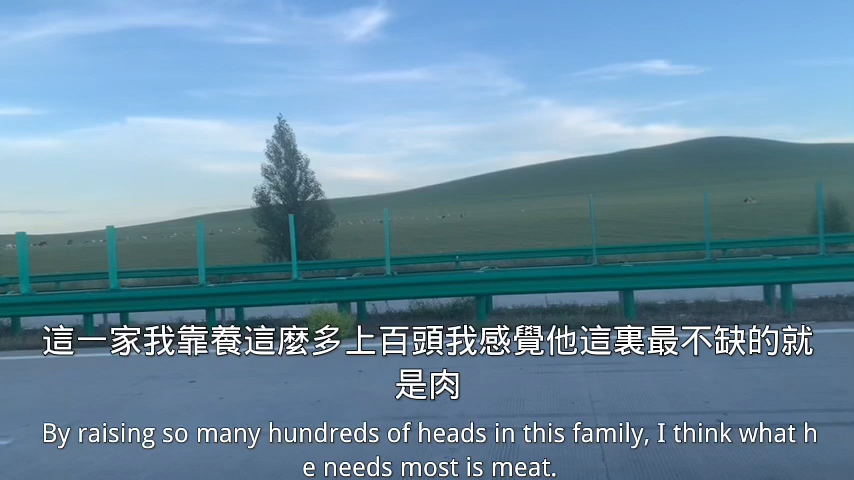 這一家我靠養這麼多上百頭我感覺他這裏最不缺的就
是肉
By raising so many hundreds of heads in this family, I think what h
e needs most is meat.